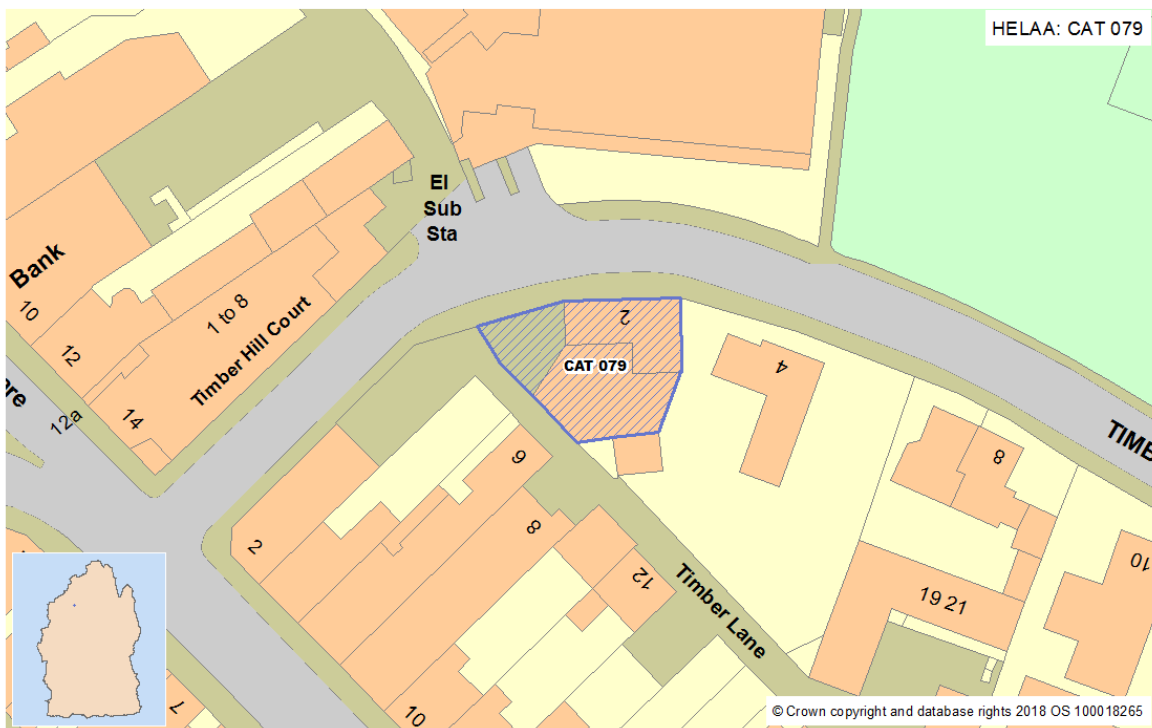 HELAA: CAT 079
El
Sub
Sta
Bank
10
1 to 8
Timber Hill Court
12
12a
14
2
CAT 079
4
TIMB
8
6
2
8
12
Timber Lane
19 21
10
10
7
© Crown copyright and database rights 2018 OS 100018265